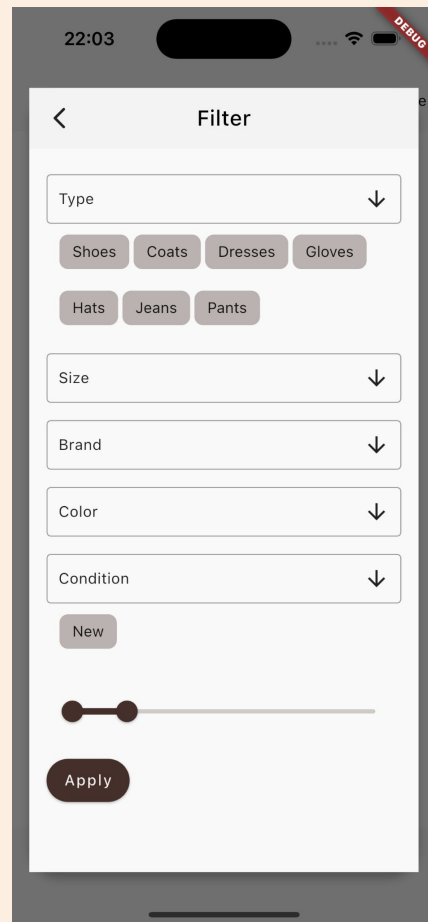 22:03
DEBUG
e
Filter
Type
Shoes Coats Dresses Gloves
Hats Jeans Pants
Size
Brand
Color
Condition
New
Apply